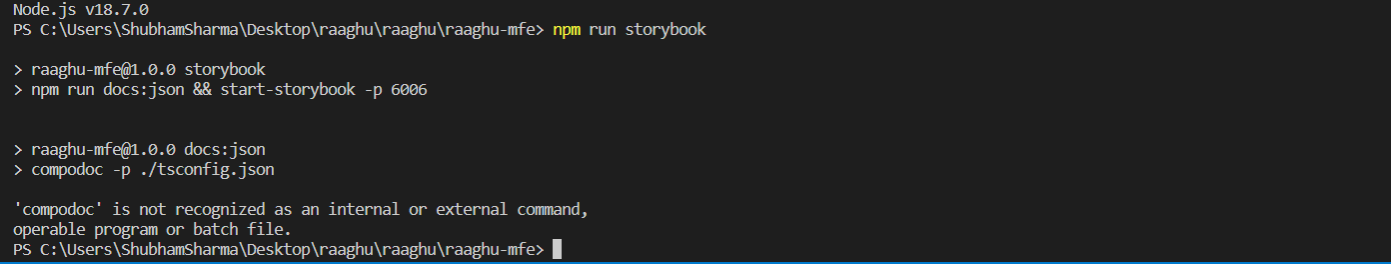 Node.js v18.7.0
PS C:\Users\ShubhamSharma\Desktop\raaghu\raaghu\raaghu-mfe> npm run storybook
> raaghu-mfe@1.0.0 storybook
> npm run docs:json && start-storybook -p 6006
> raaghu-mfe@1.0.0 docs:json
> compodoc -p ./tsconfig.json
'compodoc' is not recognized as an internal or external command,
operable program or batch file.
PS C:\Users\ShubhamSharma\Desktop\raaghu\raaghu\raaghu-mfe>